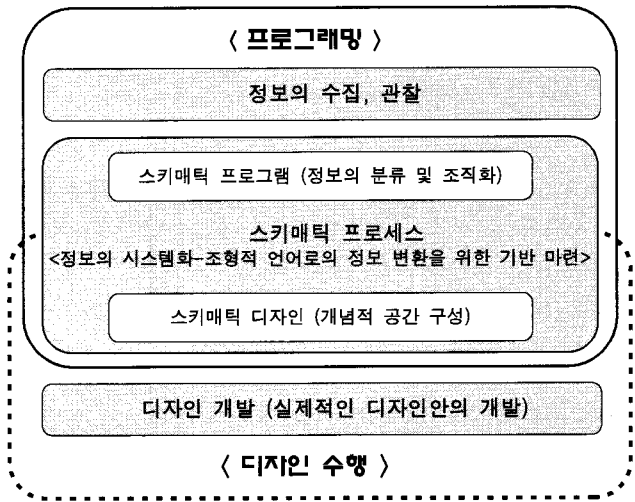 〈 프로그래밍 〉
정보의 수집, 관찰
스키매틱 프로그램 (정보의 분류 및 조직화)
스키매틱 프로세스
<정보의 시스템화-조형적 언어로의 정보 변환을 위한 기반 마련>
스키매틱 디자인 (개념적 공간 구성)
디자인 개발 (실제적인 디자인안의 개발)
〈 디자인 수행 〉